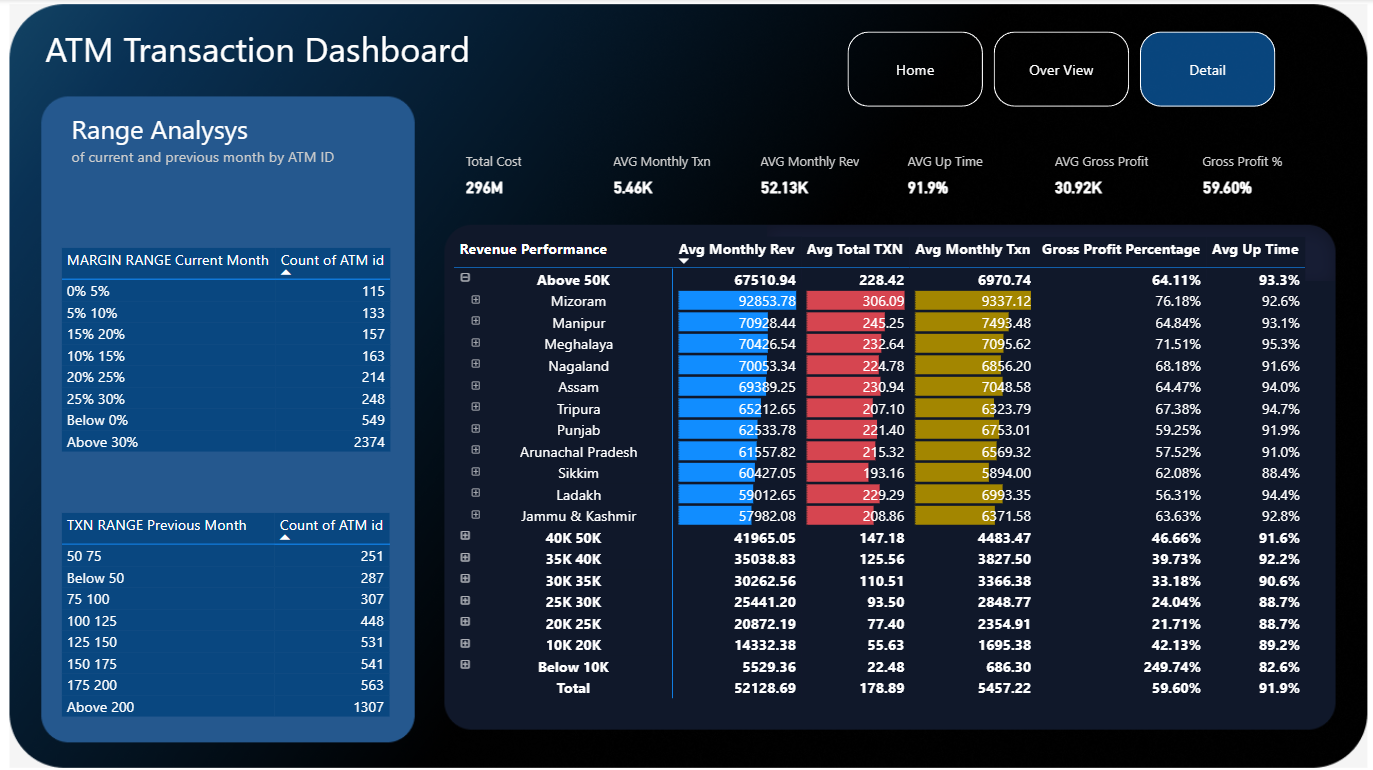 ATM Transaction Dashboard
Home
Over View
Detail
Range Analysys
of current and previous month by ATM ID
MARGIN RANGE Current Month Count of ATM id
0% 5% 115
5% 10% 133
15% 20% 157
10% 15% 163
20% 25% 214
25% 30% 248
Below 0% 549
Above 30% 2374
TXN RANGE Previous Month Count of ATM id
50 75 251
Below 50 287
75 100 307
100 125 448
125 150 531
150 175 541
175 200 563
Above 200 1307
Total Cost AVG Monthly Txn AVG Monthly Rev AVG Up Time AVG Gross Profit Gross Profit %
296M 5.46K 52.13K 91.9% 30.92K 59.60%
Revenue Performance Avg Monthly Rev Avg Total TXN Avg Monthly Txn Gross Profit Percentage Avg Up Time
Above 50K 67510.94 228.42 6970.74 64.11% 93.3%
Mizoram 92853.78 306.09 9337.12 76.18% 92.6%
Manipur 70928.44 245.25 7493.48 64.84% 93.1%
Meghalaya 70426.54 232.64 7095.62 71.51% 95.3%
Nagaland 70053.34 224.78 6856.20 68.18% 91.6%
Assam 69389.25 230.94 7048.58 64.47% 94.0%
Tripura 65212.65 207.10 6323.79 67.38% 94.7%
Punjab 62533.78 221.40 6753.01 59.25% 91.9%
Arunachal Pradesh 61557.82 215.32 6569.32 57.52% 91.0%
Sikkim 60427.05 193.16 5894.00 62.08% 88.4%
Ladakh 59012.65 229.29 6993.35 56.31% 94.4%
Jammu & Kashmir 57982.08 208.86 6371.58 63.63% 92.8%
40K 50K 41965.05 147.18 4483.47 46.66% 91.6%
35K 40K 35038.83 125.56 3827.50 39.73% 92.2%
30K 35K 30262.56 110.51 3366.38 33.18% 90.6%
25K 30K 25441.20 93.50 2848.77 24.04% 88.7%
20K 25K 20872.19 77.40 2354.91 21.71% 88.7%
10K 20K 14332.38 55.63 1695.38 42.13% 89.2%
Below 10K 5529.36 22.48 686.30 249.74% 82.6%
Total 52128.69 178.89 5457.22 59.60% 91.9%